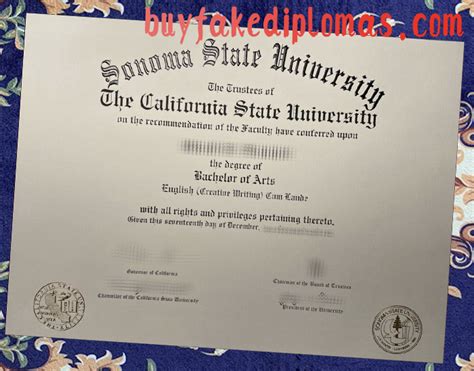 buyfakediplomas.com
Sonoma State University
The Trustees of
The California State University
on the recommendation of the Faculty have conferred upon
the degree of
Bachelor of Arts
English (Creative Writing) Cum Laude
with all rights and privileges pertaining thereto.
Given this seventeenth day of December,
Governor of California
Chairman of the Board of Trustees
Chancellor of the California State University
President of the University